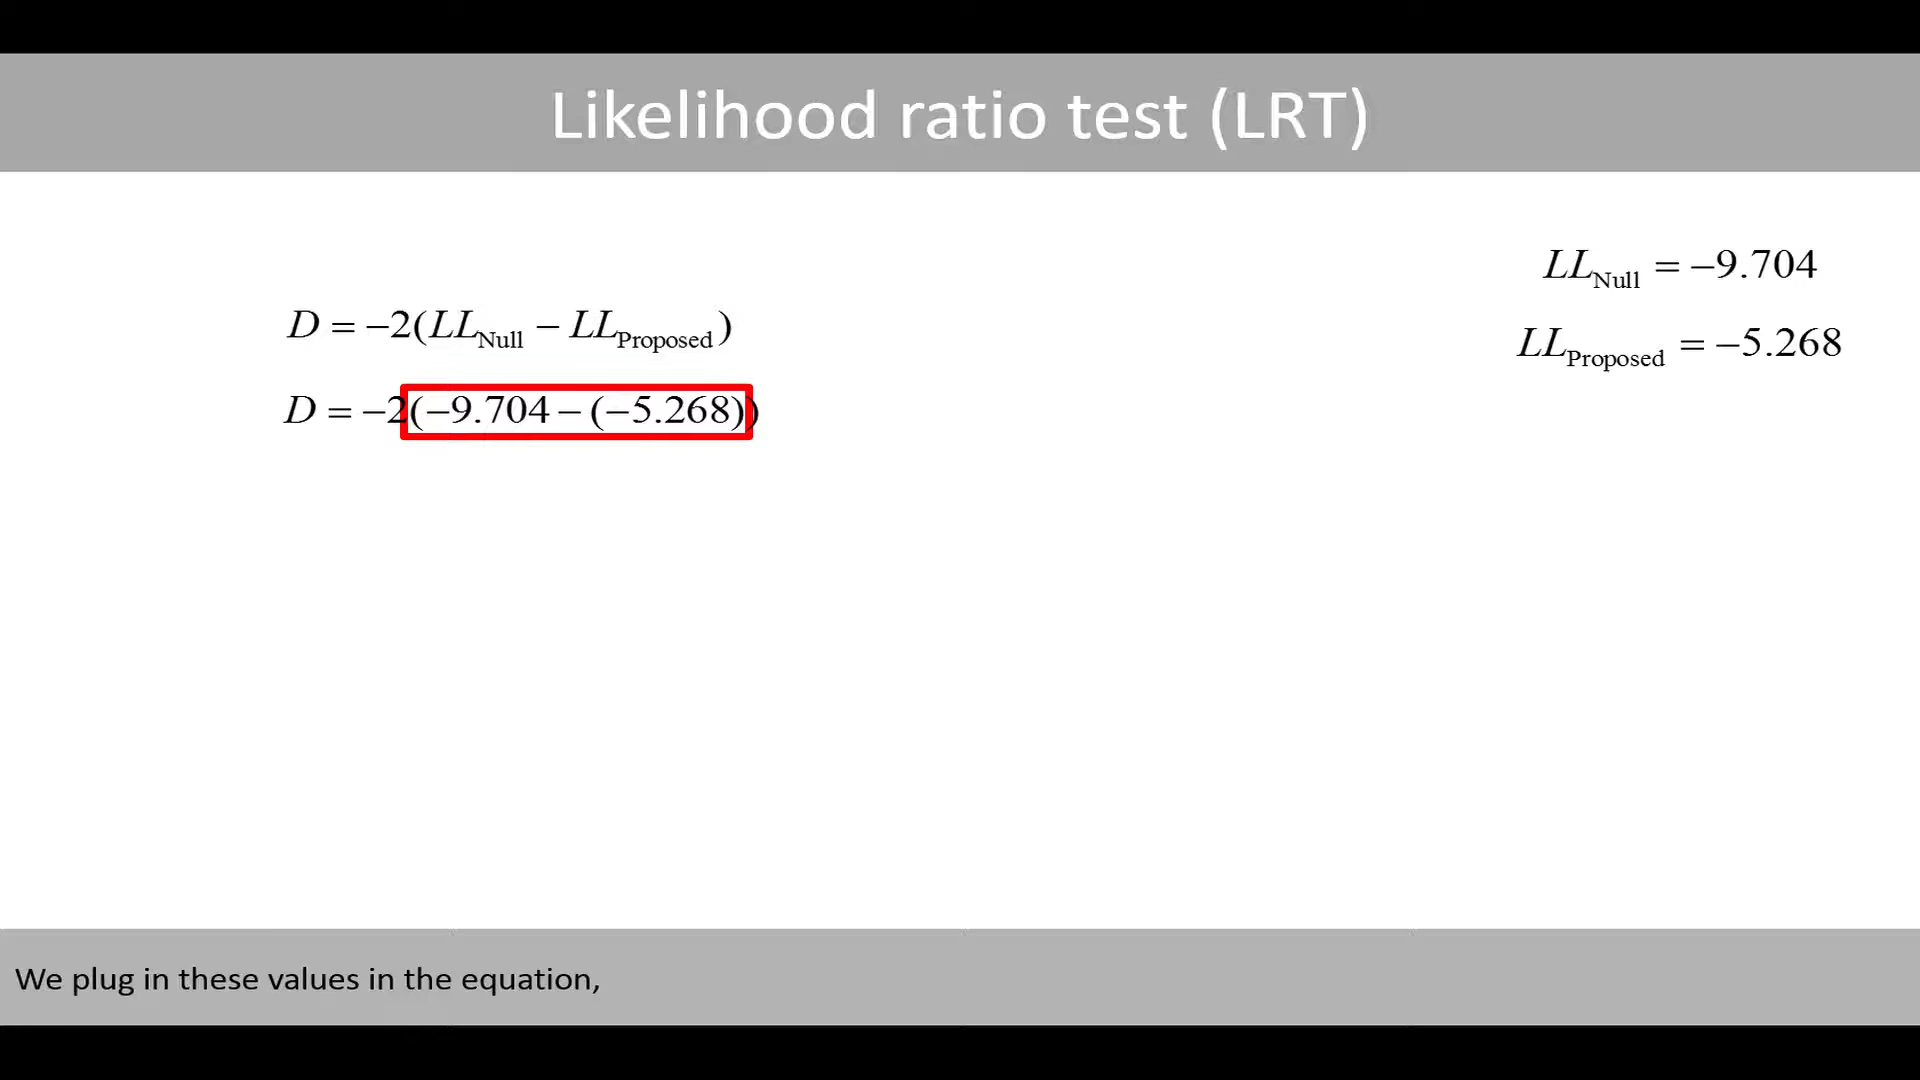 Likelihood ratio test (LRT)
LL_Null = −9.704
D = −2(LL_Null − LL_Proposed)
LL_Proposed = −5.268
D = −2(−9.704 − (−5.268))
We plug in these values in the equation,